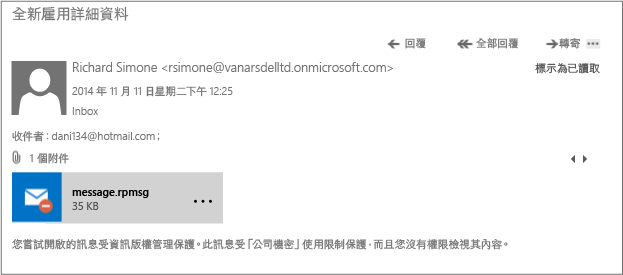 全新雇用詳細資料
回覆 全部回覆 轉寄 •••
Richard Simone <rsimone@vanarsdelltd.onmicrosoft.com> 標示為已讀取
2014 年 11 月 11 日星期二下午 12:25
Inbox
收件者：dani134@hotmail.com；
1 個附件
message.rpmsg
35 KB
您嘗試開啟的訊息受資訊版權管理保護。此訊息受「公司機密」使用限制保護，而且您沒有權限檢視其內容。